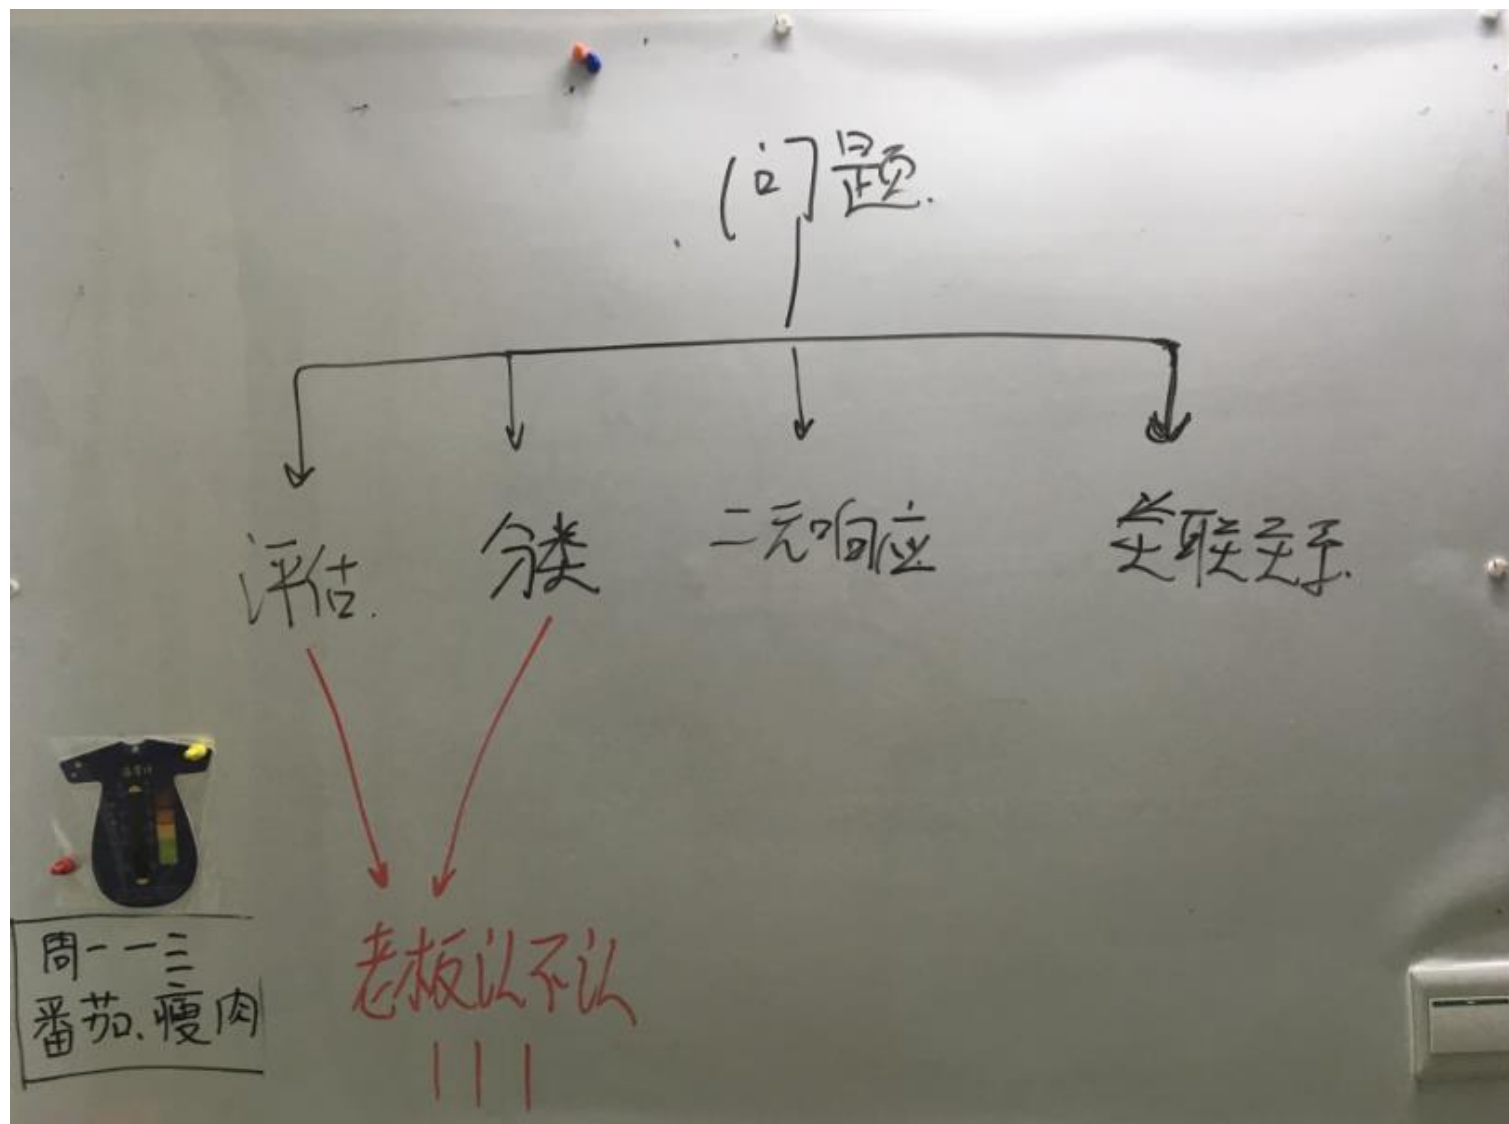 问题.
评估.
分类
二元响应
关联关系.
老板认不认
!!!
周一一三
番茄、瘦肉